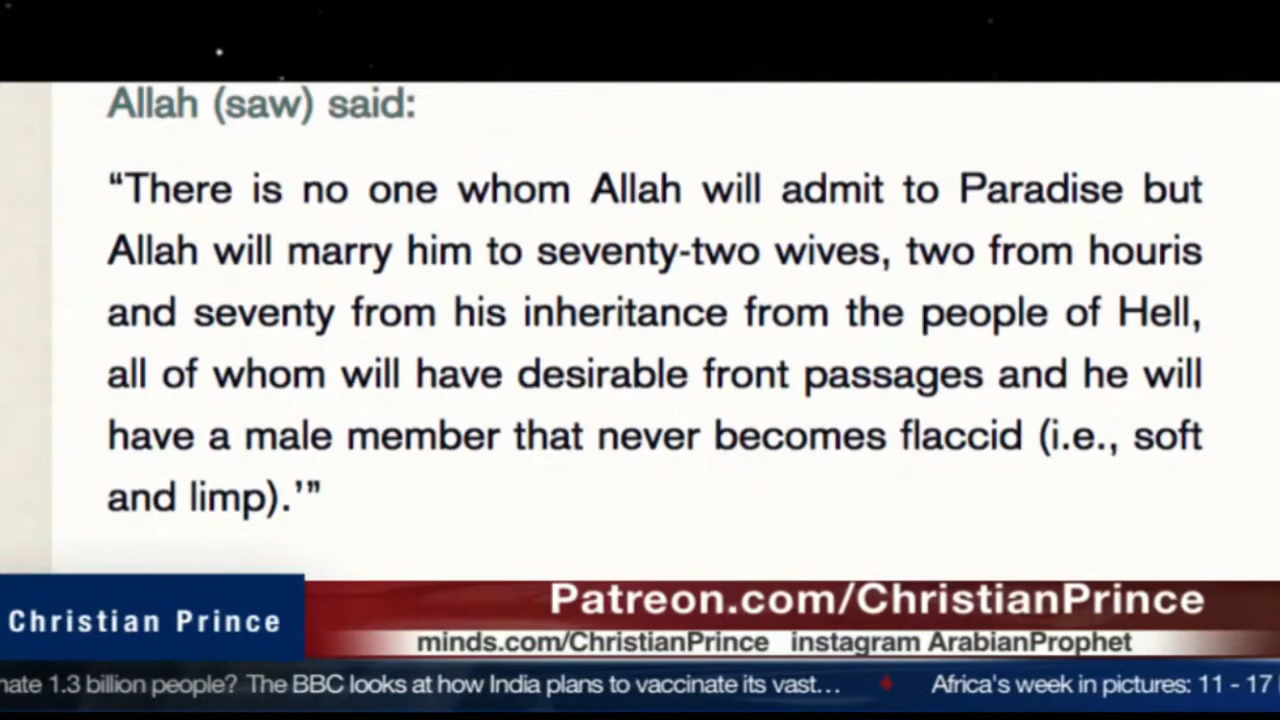 Allah (saw) said:
“There is no one whom Allah will admit to Paradise but
Allah will marry him to seventy-two wives, two from houris
and seventy from his inheritance from the people of Hell,
all of whom will have desirable front passages and he will
have a male member that never becomes flaccid (i.e., soft
and limp).’”
Patreon.com/ChristianPrince
Christian Prince
minds.com/ChristianPrince instagram ArabianProphet
nate 1.3 billion people? The BBC looks at how India plans to vaccinate its vast... Africa's week in pictures: 11 - 17